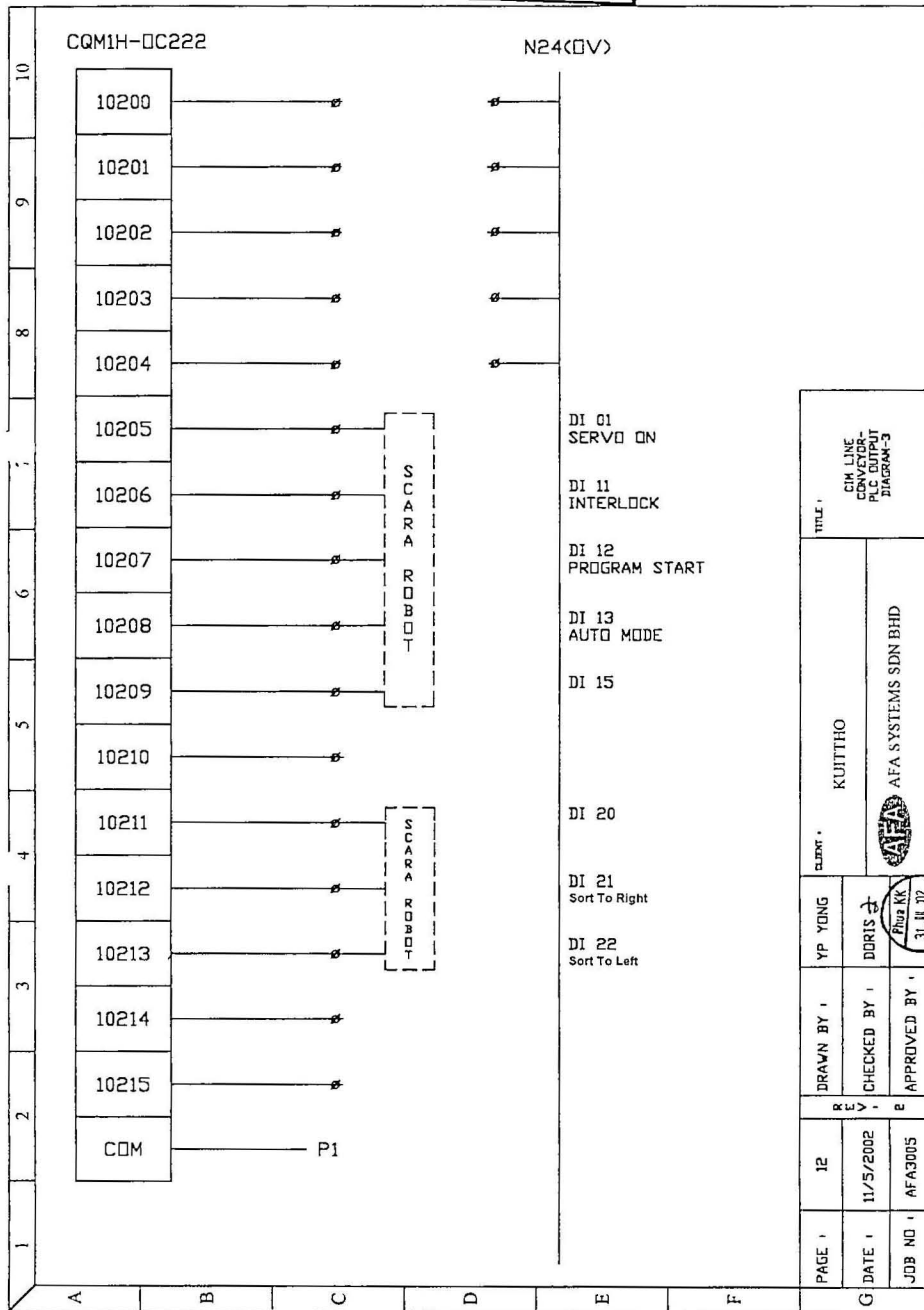 CQM1H-OC222
N24(0V)
10200
10201
10202
10203
10204
10205
10206
10207
10208
10209
10210
10211
10212
10213
10214
10215
COM
P1
SCARA ROBOT
SCARA ROBOT
DI 01
SERVO ON
DI 11
INTERLOCK
DI 12
PROGRAM START
DI 13
AUTO MODE
DI 15
DI 20
DI 21
Sort To Right
DI 22
Sort To Left
10
9
8
7
6
5
4
3
2
1
A
B
C
D
E
F
G
TITLE :
CIM LINE
CONVEYOR-
PLC OUTPUT
DIAGRAM-3
CLIENT :
KUITTHO
AFA
AFA SYSTEMS SDN BHD
DRAWN BY :
YP YONG
CHECKED BY :
DORIS
APPROVED BY :
Phua KK
REV :
PAGE :
12
DATE :
11/5/2002
JOB NO :
AFA3005